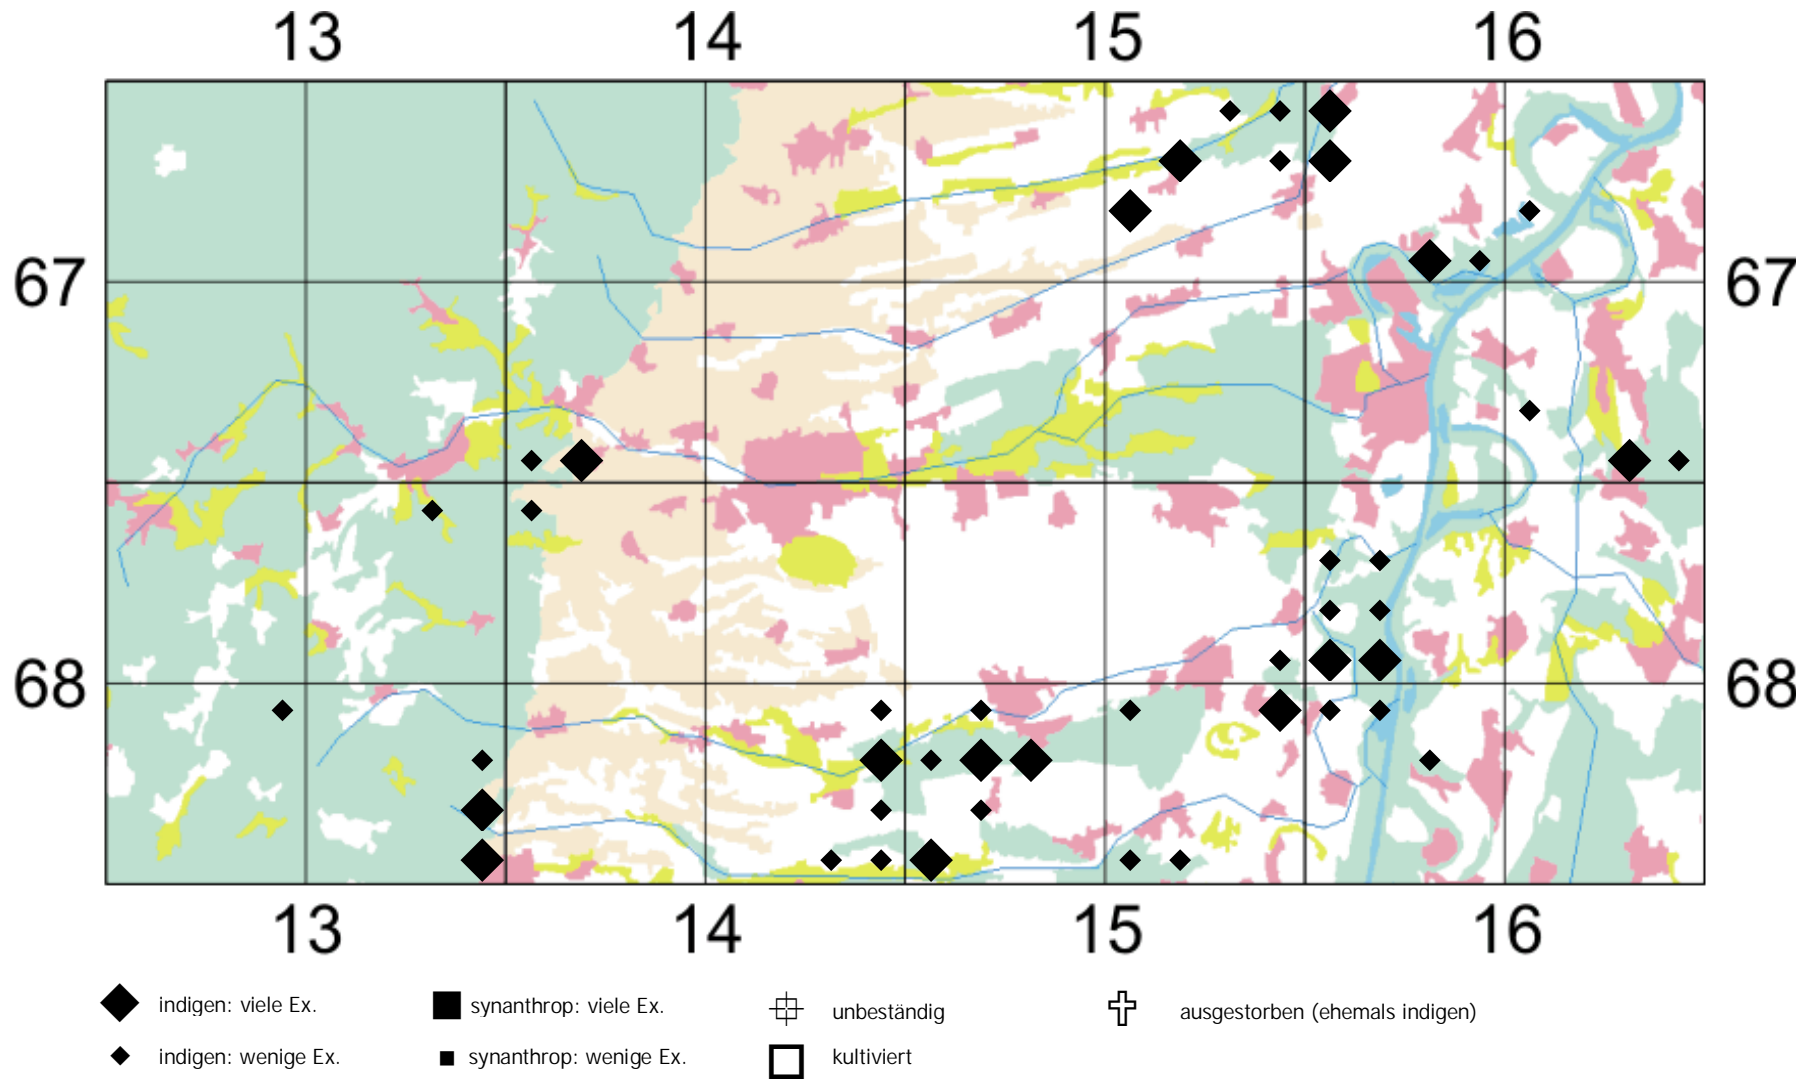 13 14 15 16
67 67
68 68
13 14 15 16
indigen: viele Ex. synanthrop: viele Ex. unbeständig ausgestorben (ehemals indigen)
indigen: wenige Ex. synanthrop: wenige Ex. kultiviert